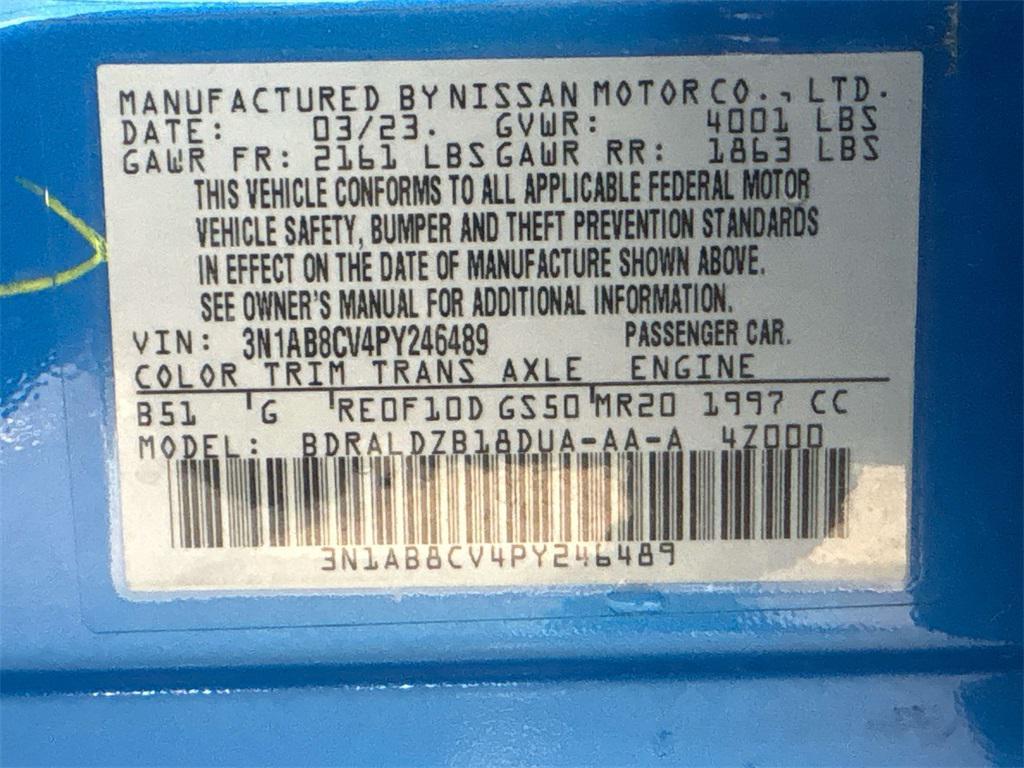 MANUFACTURED BY NISSAN MOTOR CO., LTD.
DATE: 03/23. GVWR: 4001 LBS
GAWR FR: 2161 LBS GAWR RR: 1863 LBS
THIS VEHICLE CONFORMS TO ALL APPLICABLE FEDERAL MOTOR
VEHICLE SAFETY, BUMPER AND THEFT PREVENTION STANDARDS
IN EFFECT ON THE DATE OF MANUFACTURE SHOWN ABOVE.
SEE OWNER'S MANUAL FOR ADDITIONAL INFORMATION.
VIN: 3N1AB8CV4PY246489 PASSENGER CAR.
COLOR TRIM TRANS AXLE ENGINE
B51 G RE0F10D GS50 MR20 1997 CC
MODEL: BDRALDZB18DUA-AA-A 4Z000
3N1AB8CV4PY246489